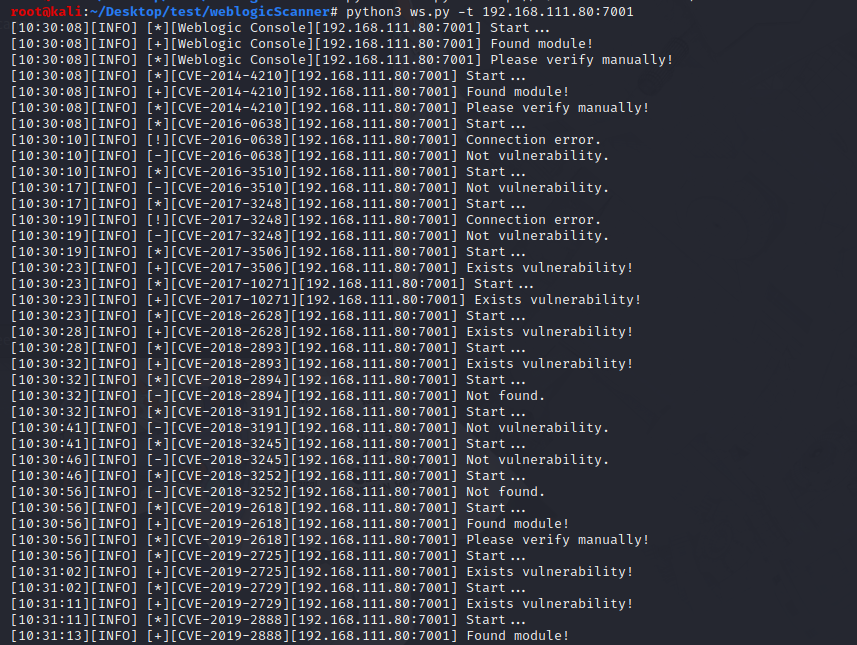 root@kali:~/Desktop/test/weblogicScanner# python3 ws.py -t 192.168.111.80:7001
[10:30:08][INFO] [*][Weblogic Console][192.168.111.80:7001] Start...
[10:30:08][INFO] [+][Weblogic Console][192.168.111.80:7001] Found module!
[10:30:08][INFO] [*][Weblogic Console][192.168.111.80:7001] Please verify manually!
[10:30:08][INFO] [*][CVE-2014-4210][192.168.111.80:7001] Start...
[10:30:08][INFO] [+][CVE-2014-4210][192.168.111.80:7001] Found module!
[10:30:08][INFO] [*][CVE-2014-4210][192.168.111.80:7001] Please verify manually!
[10:30:08][INFO] [*][CVE-2016-0638][192.168.111.80:7001] Start...
[10:30:10][INFO] [!][CVE-2016-0638][192.168.111.80:7001] Connection error.
[10:30:10][INFO] [-][CVE-2016-0638][192.168.111.80:7001] Not vulnerability.
[10:30:10][INFO] [*][CVE-2016-3510][192.168.111.80:7001] Start...
[10:30:17][INFO] [-][CVE-2016-3510][192.168.111.80:7001] Not vulnerability.
[10:30:17][INFO] [*][CVE-2017-3248][192.168.111.80:7001] Start...
[10:30:19][INFO] [!][CVE-2017-3248][192.168.111.80:7001] Connection error.
[10:30:19][INFO] [-][CVE-2017-3248][192.168.111.80:7001] Not vulnerability.
[10:30:19][INFO] [*][CVE-2017-3506][192.168.111.80:7001] Start...
[10:30:23][INFO] [+][CVE-2017-3506][192.168.111.80:7001] Exists vulnerability!
[10:30:23][INFO] [*][CVE-2017-10271][192.168.111.80:7001] Start...
[10:30:23][INFO] [+][CVE-2017-10271][192.168.111.80:7001] Exists vulnerability!
[10:30:23][INFO] [*][CVE-2018-2628][192.168.111.80:7001] Start...
[10:30:28][INFO] [+][CVE-2018-2628][192.168.111.80:7001] Exists vulnerability!
[10:30:28][INFO] [*][CVE-2018-2893][192.168.111.80:7001] Start...
[10:30:32][INFO] [+][CVE-2018-2893][192.168.111.80:7001] Exists vulnerability!
[10:30:32][INFO] [*][CVE-2018-2894][192.168.111.80:7001] Start...
[10:30:32][INFO] [-][CVE-2018-2894][192.168.111.80:7001] Not found.
[10:30:32][INFO] [*][CVE-2018-3191][192.168.111.80:7001] Start...
[10:30:41][INFO] [-][CVE-2018-3191][192.168.111.80:7001] Not vulnerability.
[10:30:41][INFO] [*][CVE-2018-3245][192.168.111.80:7001] Start...
[10:30:46][INFO] [-][CVE-2018-3245][192.168.111.80:7001] Not vulnerability.
[10:30:46][INFO] [*][CVE-2018-3252][192.168.111.80:7001] Start...
[10:30:56][INFO] [-][CVE-2018-3252][192.168.111.80:7001] Not found.
[10:30:56][INFO] [*][CVE-2019-2618][192.168.111.80:7001] Start...
[10:30:56][INFO] [+][CVE-2019-2618][192.168.111.80:7001] Found module!
[10:30:56][INFO] [*][CVE-2019-2618][192.168.111.80:7001] Please verify manually!
[10:30:56][INFO] [*][CVE-2019-2725][192.168.111.80:7001] Start...
[10:31:02][INFO] [+][CVE-2019-2725][192.168.111.80:7001] Exists vulnerability!
[10:31:02][INFO] [*][CVE-2019-2729][192.168.111.80:7001] Start...
[10:31:11][INFO] [+][CVE-2019-2729][192.168.111.80:7001] Exists vulnerability!
[10:31:11][INFO] [*][CVE-2019-2888][192.168.111.80:7001] Start...
[10:31:13][INFO] [+][CVE-2019-2888][192.168.111.80:7001] Found module!